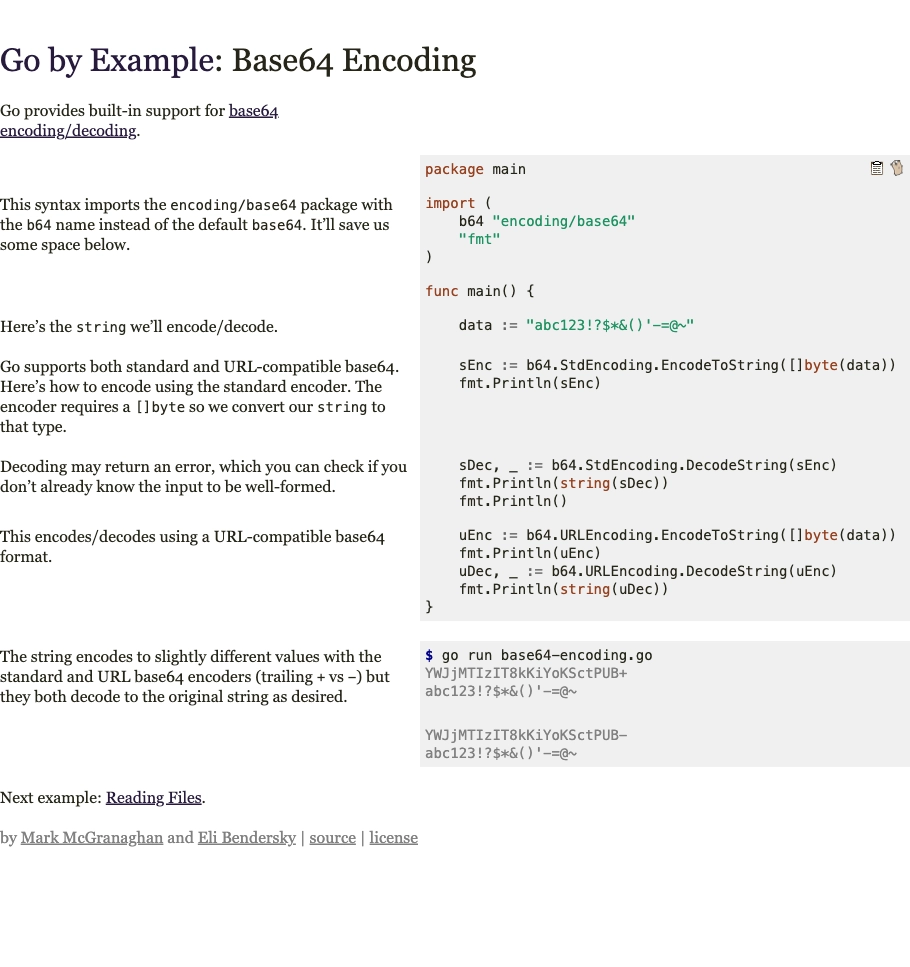 Go by Example: Base64 Encoding
Go provides built-in support for base64
encoding/decoding.
package main
This syntax imports the encoding/base64 package with
the b64 name instead of the default base64. It’ll save us
some space below.
import (
b64 "encoding/base64"
"fmt"
)
func main() {
Here’s the string we’ll encode/decode.
data := "abc123!?$*&()'-=@~"
Go supports both standard and URL-compatible base64.
Here’s how to encode using the standard encoder. The
encoder requires a []byte so we convert our string to
that type.
sEnc := b64.StdEncoding.EncodeToString([]byte(data))
fmt.Println(sEnc)
Decoding may return an error, which you can check if you
don’t already know the input to be well-formed.
sDec, _ := b64.StdEncoding.DecodeString(sEnc)
fmt.Println(string(sDec))
fmt.Println()
This encodes/decodes using a URL-compatible base64
format.
uEnc := b64.URLEncoding.EncodeToString([]byte(data))
fmt.Println(uEnc)
uDec, _ := b64.URLEncoding.DecodeString(uEnc)
fmt.Println(string(uDec))
}
The string encodes to slightly different values with the
standard and URL base64 encoders (trailing + vs -) but
they both decode to the original string as desired.
$ go run base64-encoding.go
YWJjMTIzIT8kKiYoKSctPUB+
abc123!?$*&()'-=@~
YWJjMTIzIT8kKiYoKSctPUB-
abc123!?$*&()'-=@~
Next example: Reading Files.
by Mark McGranaghan and Eli Bendersky | source | license